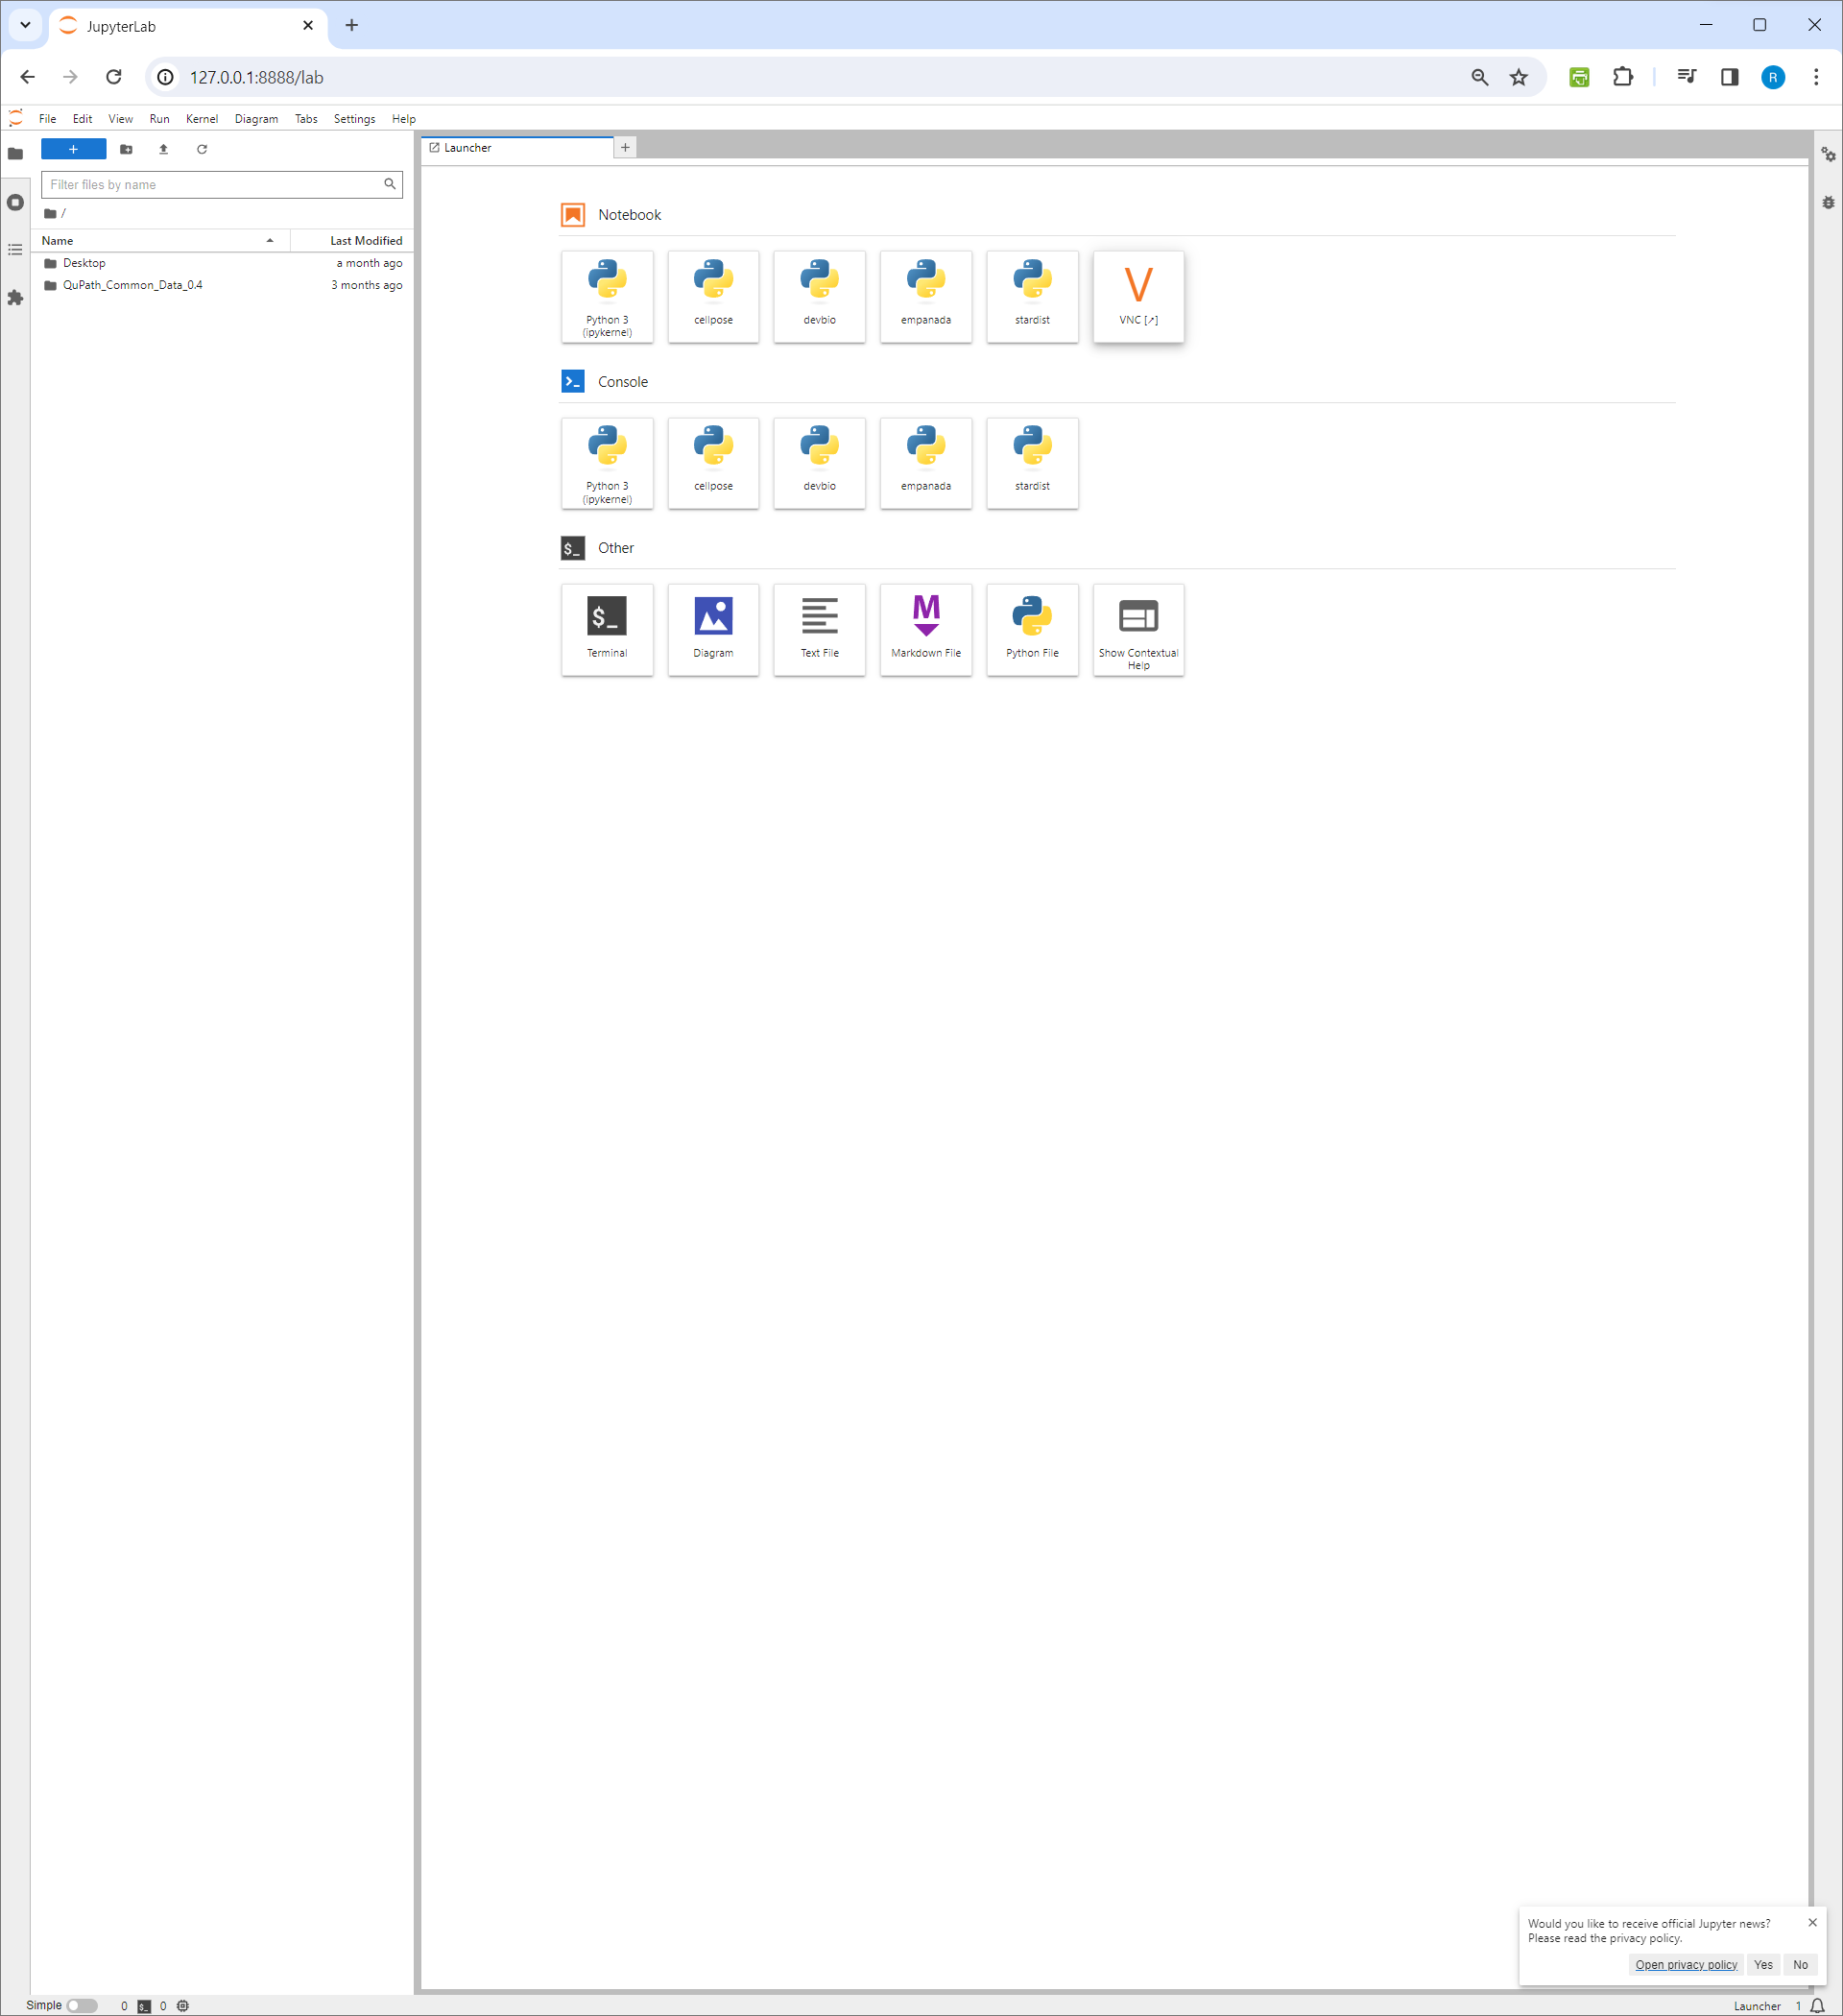 JupyterLab
127.0.0.1:8888/lab
R
File Edit View Run Kernel Diagram Tabs Settings Help
+
Launcher
+
Filter files by name
/
Name Last Modified
Desktop a month ago
QuPath_Common_Data_0.4 3 months ago
Notebook
Python 3
(ipykernel)
cellpose
devbio
empanada
stardist
V
VNC [↗]
Console
Python 3
(ipykernel)
cellpose
devbio
empanada
stardist
$_ Other
$_
Terminal
Diagram
Text File
M
Markdown File
Python File
Show Contextual
Help
Would you like to receive official Jupyter news?
Please read the privacy policy.
Open privacy policy Yes No
Simple 0 $_ 0 Launcher 1